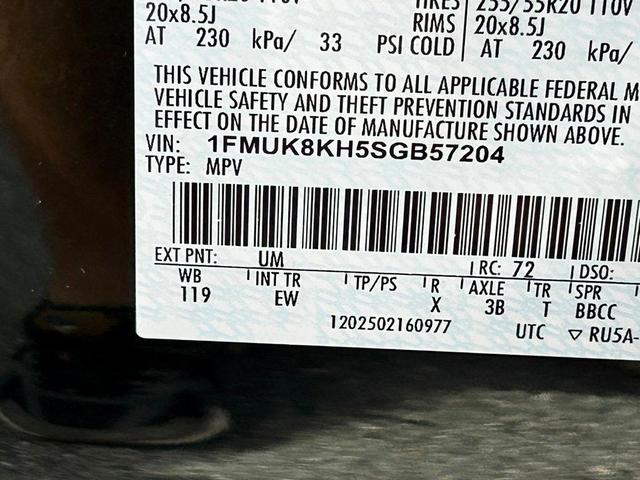 TIRES 255/55R20 110V
20x8.5J RIMS 20x8.5J
AT 230 kPa/ 33 PSI COLD AT 230 kPa/
THIS VEHICLE CONFORMS TO ALL APPLICABLE FEDERAL M
VEHICLE SAFETY AND THEFT PREVENTION STANDARDS IN
EFFECT ON THE DATE OF MANUFACTURE SHOWN ABOVE.
VIN: 1FMUK8KH5SGB57204
TYPE: MPV
EXT PNT: UM RC: 72 DSO:
WB INT TR TP/PS R AXLE TR SPR
119 EW X 3B T BBCC
1202502160977 UTC ▽ RU5A-